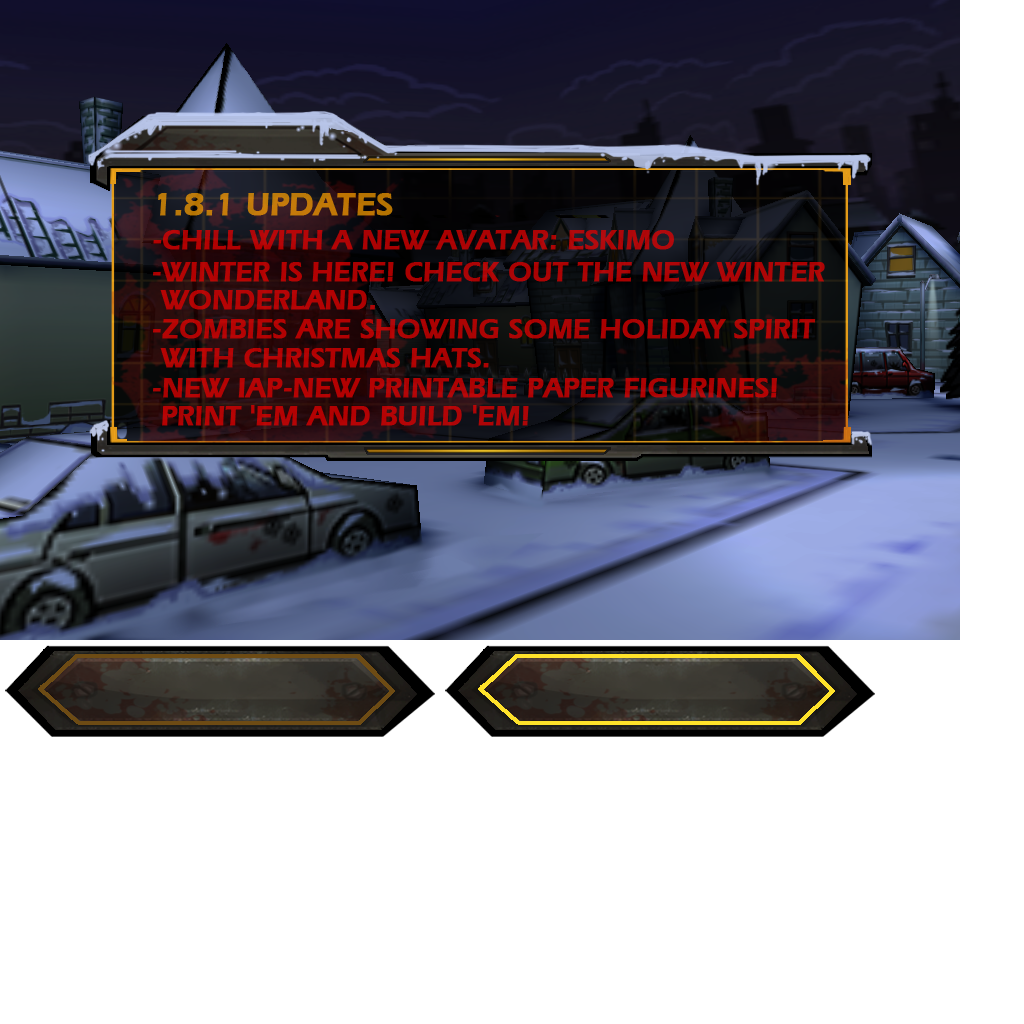 1.8.1 UPDATES
-CHILL WITH A NEW AVATAR: ESKIMO
-WINTER IS HERE! CHECK OUT THE NEW WINTER
WONDERLAND.
-ZOMBIES ARE SHOWING SOME HOLIDAY SPIRIT
WITH CHRISTMAS HATS.
-NEW IAP-NEW PRINTABLE PAPER FIGURINES!
PRINT 'EM AND BUILD 'EM!